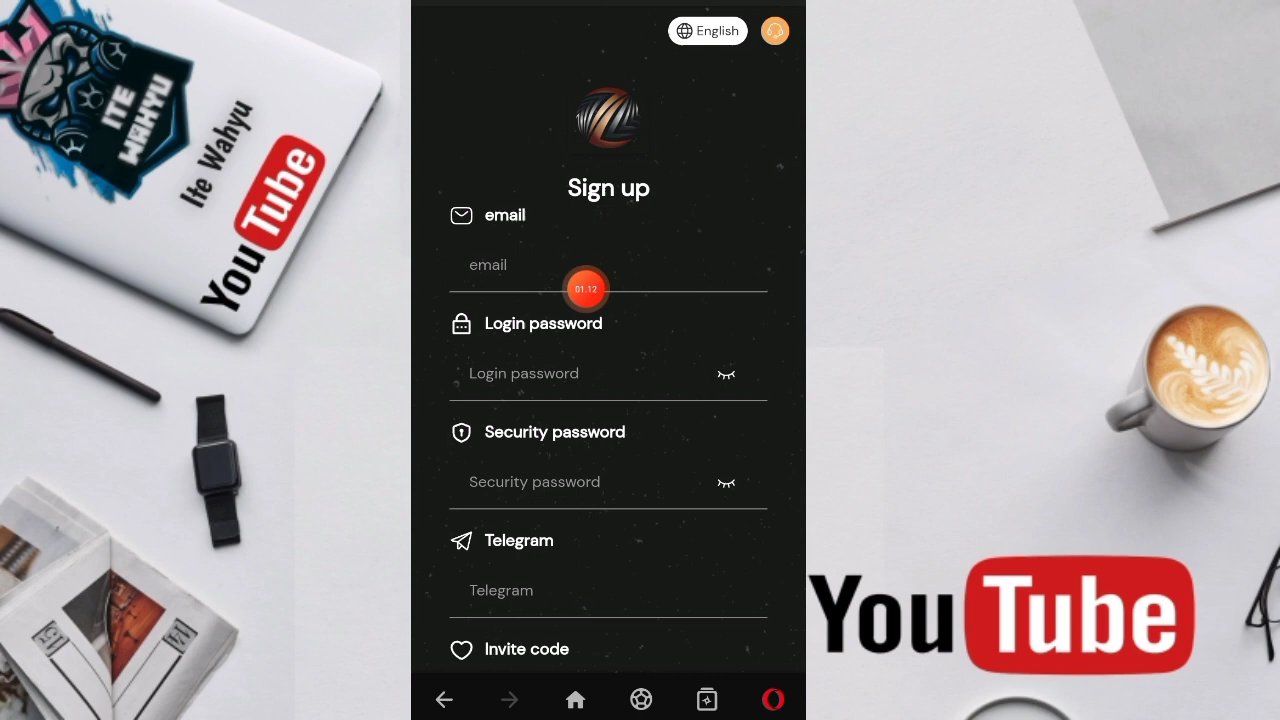 ITE
WAHYU
Ite Wahyu
YouTube
English
Sign up
email
email
01.12
Login password
Login password
Security password
Security password
Telegram
Telegram
Invite code
YouTube